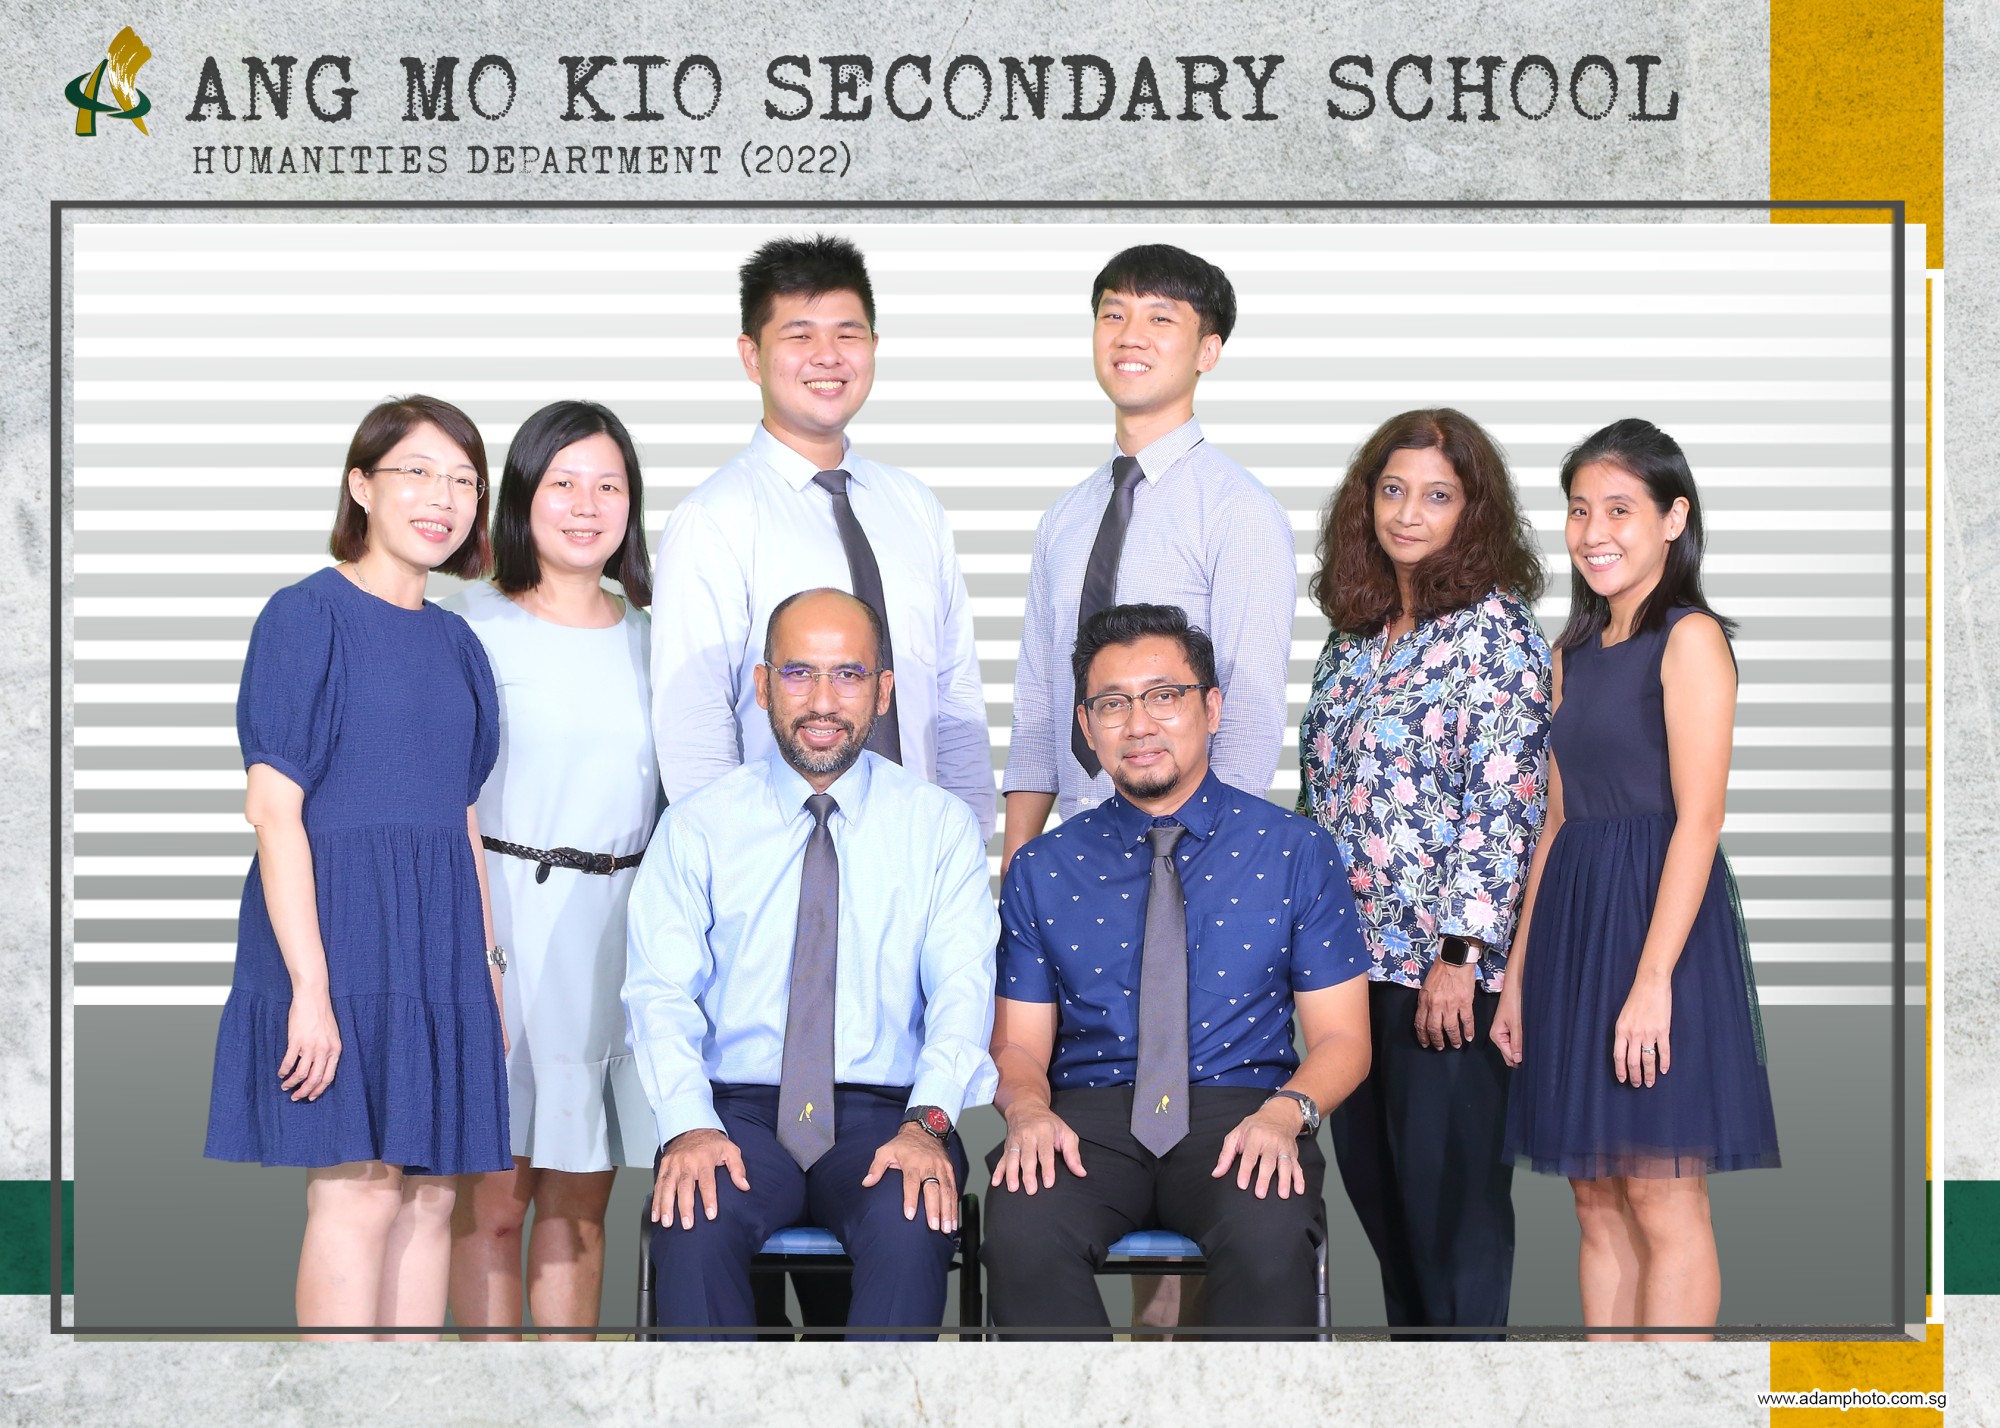 ANG MO KIO SECONDARY SCHOOL
HUMANITIES DEPARTMENT (2022)
www.adamphoto.com.sg